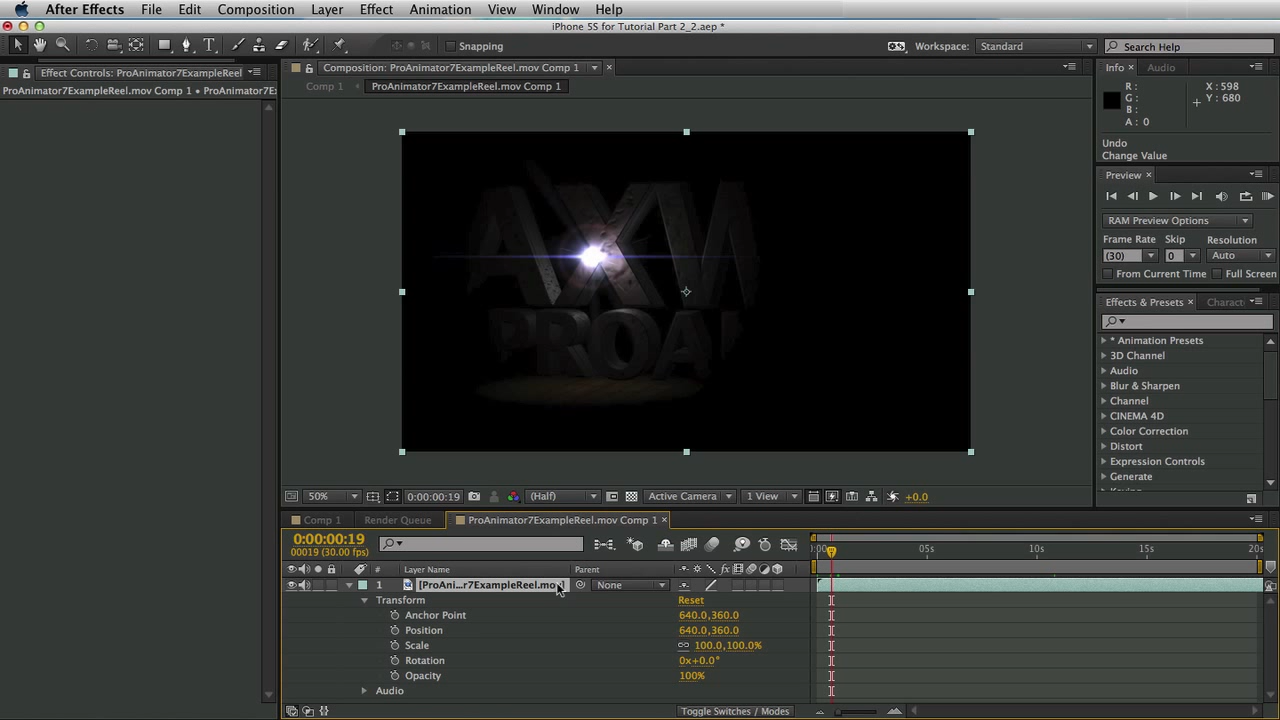 After Effects File Edit Composition Layer Effect Animation View Window Help
iPhone 5S for Tutorial Part 2_2.aep *
Snapping
Workspace: Standard
Search Help
Effect Controls: ProAnimator7ExampleReel
ProAnimator7ExampleReel.mov Comp 1 • ProAnimator7Ex
Composition: ProAnimator7ExampleReel.mov Comp 1
Comp 1
ProAnimator7ExampleReel.mov Comp 1
AXW
PROA
Info Audio
R : X : 598
G : Y : 680
B :
A : 0
Undo
Change Value
Preview
RAM Preview Options
Frame Rate Skip Resolution
(30) 0 Auto
From Current Time Full Screen
Effects & Presets Charact
* Animation Presets
3D Channel
Audio
Blur & Sharpen
Channel
CINEMA 4D
Color Correction
Distort
Expression Controls
Generate
50% 0:00:00:19 (Half) Active Camera 1 View +0.0
Comp 1 Render Queue ProAnimator7ExampleReel.mov Comp 1
0:00:00:19
00019 (30.00 fps)
:00s 05s 10s 15s 20s
# Layer Name Parent
1 [ProAni...r7ExampleReel.mov] None
Transform Reset
Anchor Point 640.0,360.0
Position 640.0,360.0
Scale 100.0,100.0%
Rotation 0x+0.0°
Opacity 100%
Audio
Toggle Switches / Modes